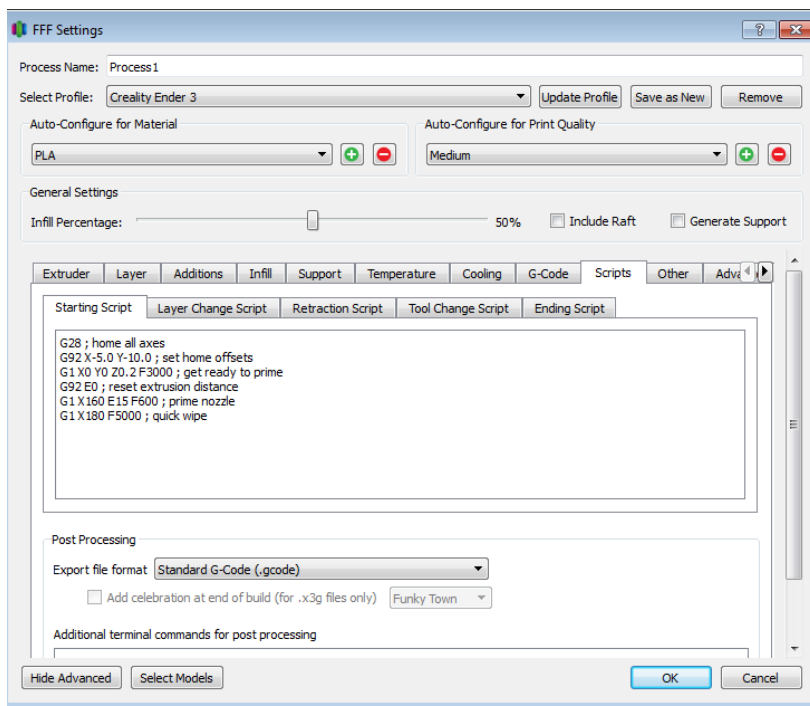 FFF Settings
Process Name: Process1
Select Profile: Creality Ender 3 Update Profile Save as New Remove
Auto-Configure for Material Auto-Configure for Print Quality
PLA Medium
General Settings
Infill Percentage: 50% Include Raft Generate Support
Extruder Layer Additions Infill Support Temperature Cooling G-Code Scripts Other
Starting Script Layer Change Script Retraction Script Tool Change Script Ending Script
G28 ; home all axes
G92 X-5.0 Y-10.0 ; set home offsets
G1 X0 Y0 Z0.2 F3000 ; get ready to prime
G92 E0 ; reset extrusion distance
G1 X160 E15 F600 ; prime nozzle
G1 X180 F5000 ; quick wipe
Post Processing
Export file format Standard G-Code (.gcode)
Add celebration at end of build (for .x3g files only) Funky Town
Additional terminal commands for post processing
Hide Advanced Select Models OK Cancel